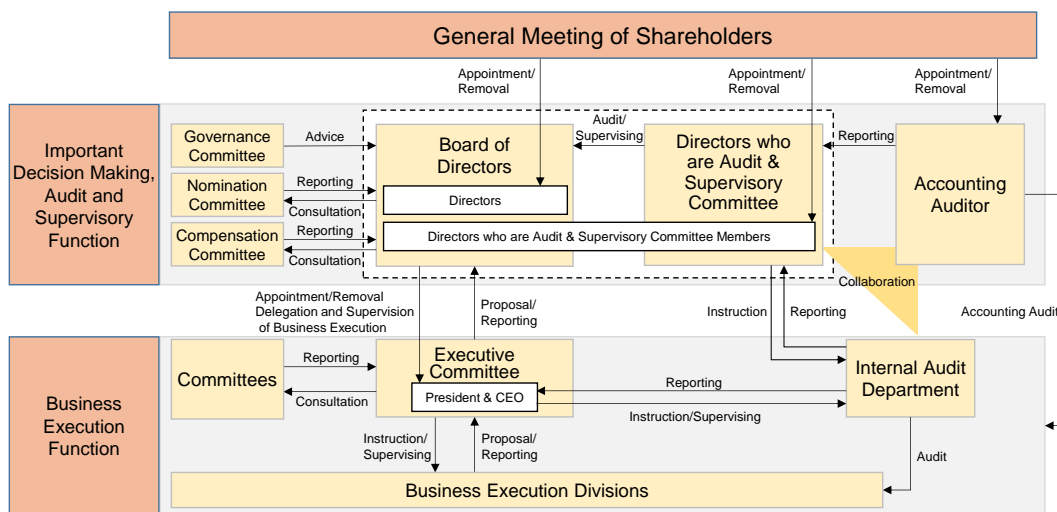 General Meeting of Shareholders
Appointment/
Removal
Appointment/
Removal
Appointment/
Removal
Important
Decision Making,
Audit and
Supervisory
Function
Governance
Committee
Advice
Nomination
Committee
Reporting
Consultation
Compensation
Committee
Reporting
Consultation
Board of
Directors
Directors
Audit/
Supervising
Directors who
are Audit &
Supervisory
Committee
Directors who are Audit & Supervisory Committee Members
Reporting
Accounting
Auditor
Collaboration
Appointment/Removal
Delegation and Supervision
of Business Execution
Proposal/
Reporting
Instruction
Reporting
Accounting Audit
Business
Execution
Function
Committees
Reporting
Consultation
Executive
Committee
President & CEO
Reporting
Instruction/Supervising
Internal Audit
Department
Instruction/
Supervising
Proposal/
Reporting
Audit
Business Execution Divisions